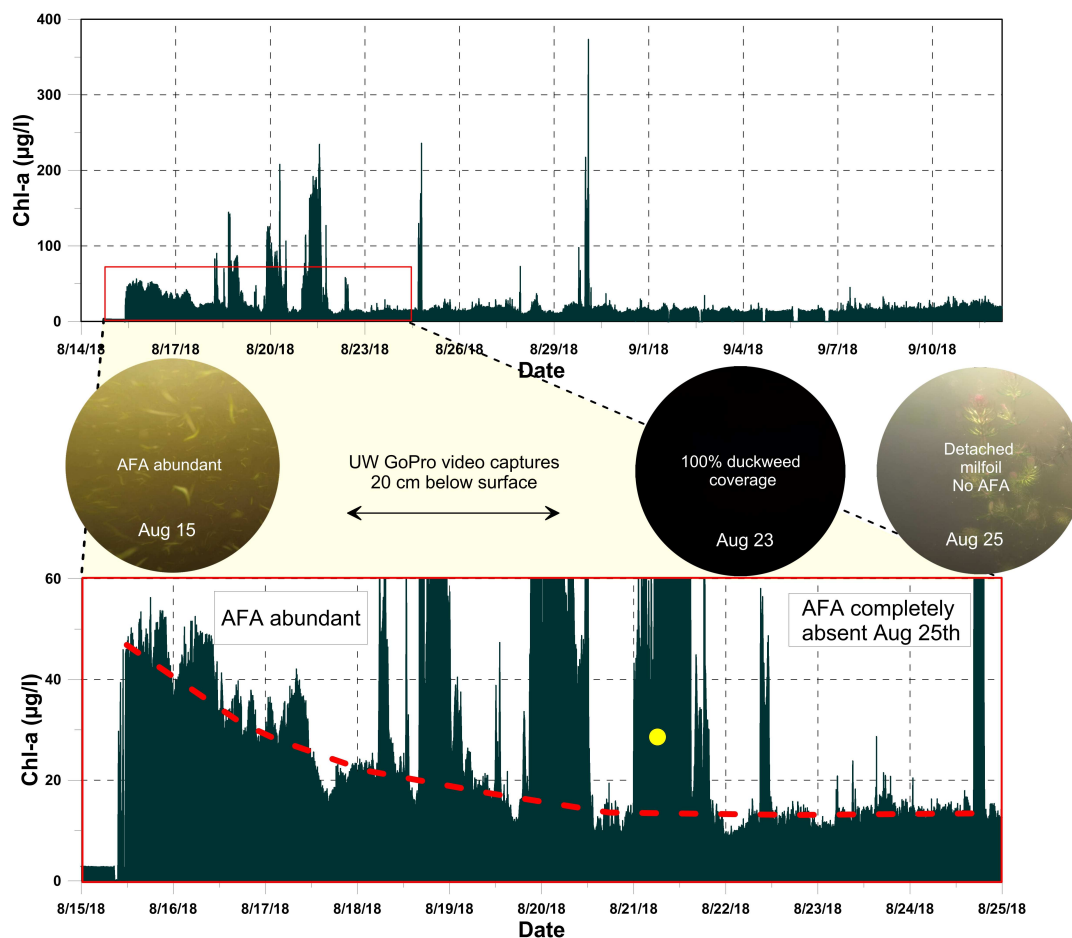 400
300
200
100
0
Chl-a (µg/l)
8/14/18 8/17/18 8/20/18 8/23/18 8/26/18 8/29/18 9/1/18 9/4/18 9/7/18 9/10/18
Date
AFA abundant
Aug 15
UW GoPro video captures
20 cm below surface
100% duckweed
coverage
Aug 23
Detached
milfoil
No AFA
Aug 25
60
40
20
0
Chl-a (µg/l)
AFA abundant
AFA completely
absent Aug 25th
8/15/18 8/16/18 8/17/18 8/18/18 8/19/18 8/20/18 8/21/18 8/22/18 8/23/18 8/24/18 8/25/18
Date